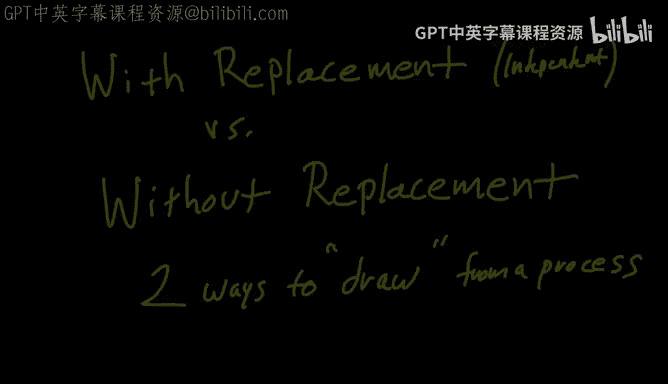 GPT中英字幕课程资源@bilibili.com
GPT中英字幕课程资源 bilibili
With Replacement (Independent)
vs.
Without Replacement
2 ways to "draw" from a process